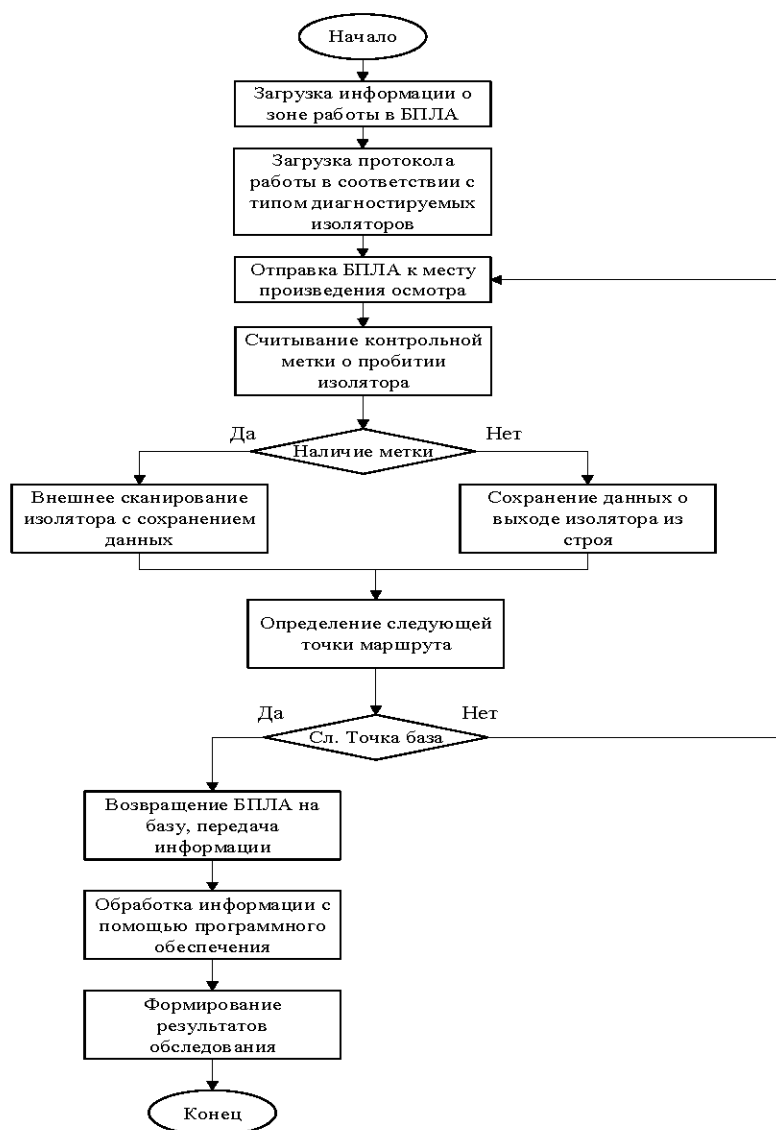 Начало
Загрузка информации о
зоне работы в БПЛА
Загрузка протокола
работы в соответствии с
типом диагностируемых
изоляторов
Отправка БПЛА к месту
произведения осмотра
Считывание контрольной
метки о пробитии
изолятора
Да
Нет
Наличие метки
Внешнее сканирование
изолятора с сохранением
данных
Сохранение данных о
выходе изолятора из
строя
Определение следующей
точки маршрута
Да
Нет
Сл. Точка база
Возвращение БПЛА на
базу, передача
информации
Обработка информации с
помощью программного
обеспечения
Формирование
результатов
обследования
Конец